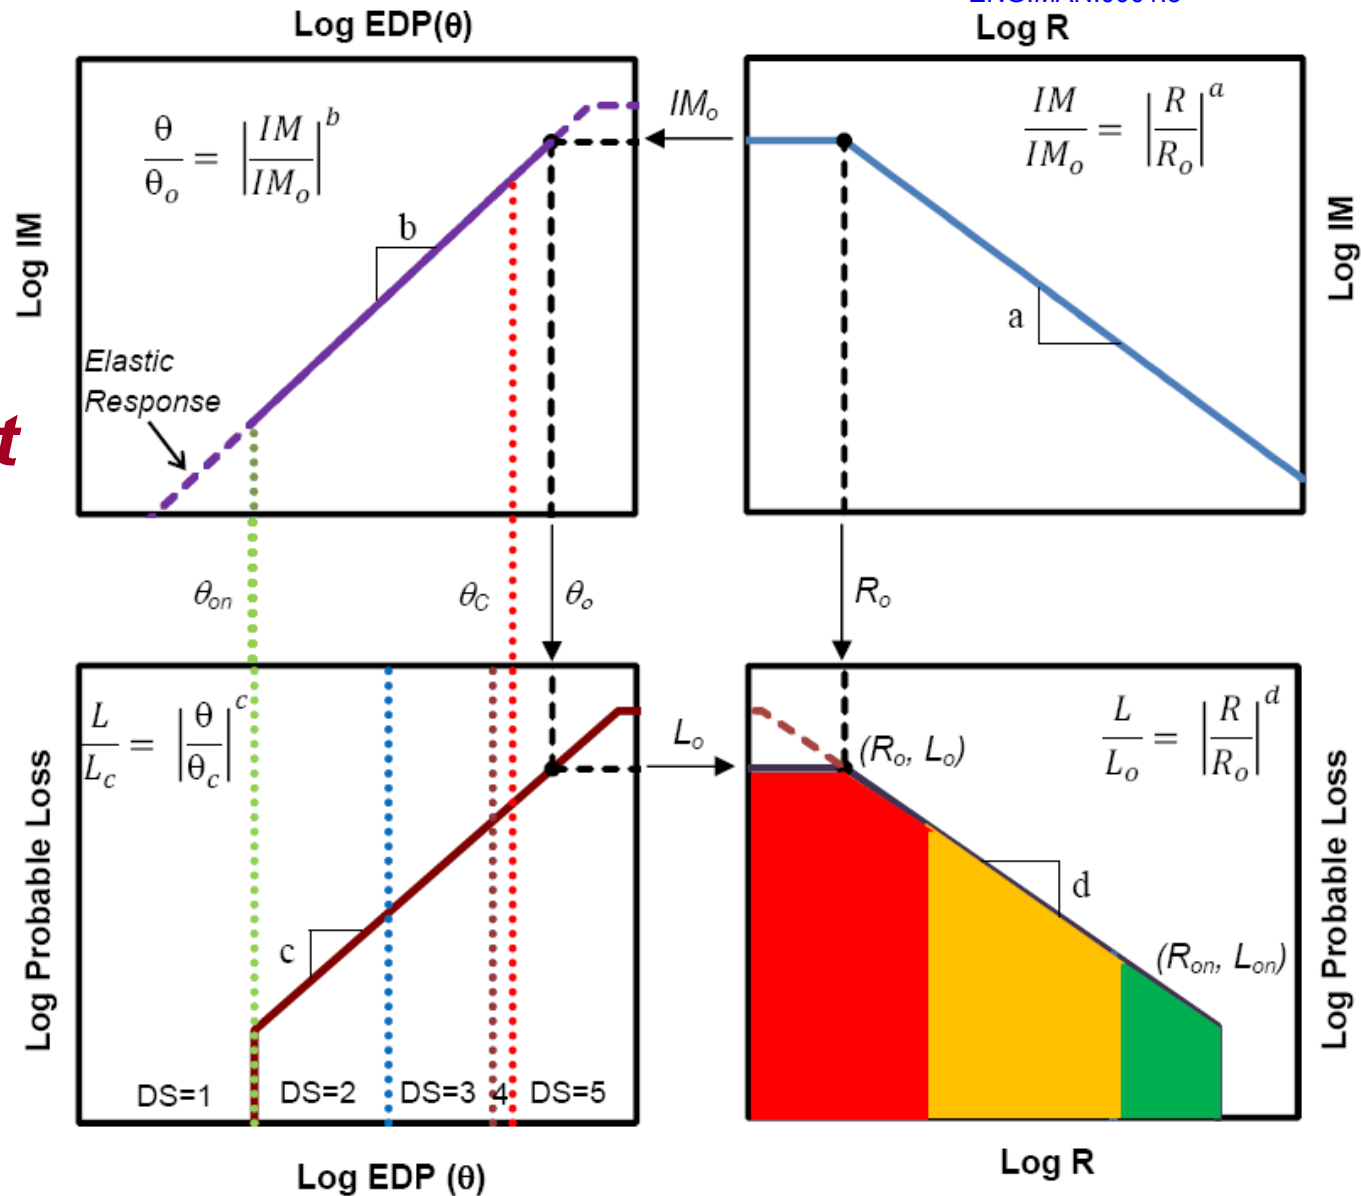 Log EDP(θ)
Log R
θ/θo = |IM/IMo|^b
IMo
IM/IMo = |R/Ro|^a
Log IM
b
a
Log IM
Elastic
Response
t
θon
θC
θo
Ro
L/Lc = |θ/θc|^c
Lo
(Ro, Lo)
L/Lo = |R/Ro|^d
Log Probable Loss
c
d
(Ron, Lon)
Log Probable Loss
DS=1 DS=2 DS=3 4 DS=5
Log EDP (θ)
Log R